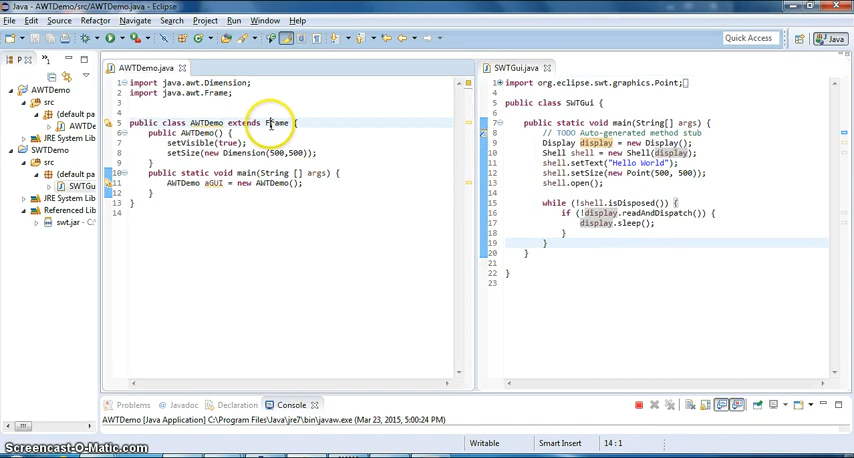 Java - AWTDemo/src/AWTDemo.java - Eclipse
File Edit Source Refactor Navigate Search Project Run Window Help
Quick Access
Java
P
AWTDemo
src
(default pa
AWTD
JRE System Lib
SWTDemo
src
(default pa
SWTGu
JRE System Lib
Referenced Lib
swt.jar - C
AWTDemo.java
1 import java.awt.Dimension;
2 import java.awt.Frame;
3
4
5 public class AWTDemo extends Frame {
6 public AWTDemo() {
7 setVisible(true);
8 setSize(new Dimension(500,500));
9 }
10 public static void main(String [] args) {
11 AWTDemo aGUI = new AWTDemo();
12 }
13 }
14
SWTGui.java
1 import org.eclipse.swt.graphics.Point;
4
5 public class SWTGui {
6
7 public static void main(String[] args) {
8 // TODO Auto-generated method stub
9 Display display = new Display();
10 Shell shell = new Shell(display);
11 shell.setText("Hello World");
12 shell.setSize(new Point(500, 500));
13 shell.open();
14
15 while (!shell.isDisposed()) {
16 if (!display.readAndDispatch()) {
17 display.sleep();
18 }
19 }
20 }
21
22 }
23
Problems Javadoc Declaration Console
AWTDemo [Java Application] C:\Program Files\Java\jre7\bin\javaw.exe (Mar 23, 2015, 5:00:24 PM)
Writable Smart Insert 14 : 1
Screencast-O-Matic.com